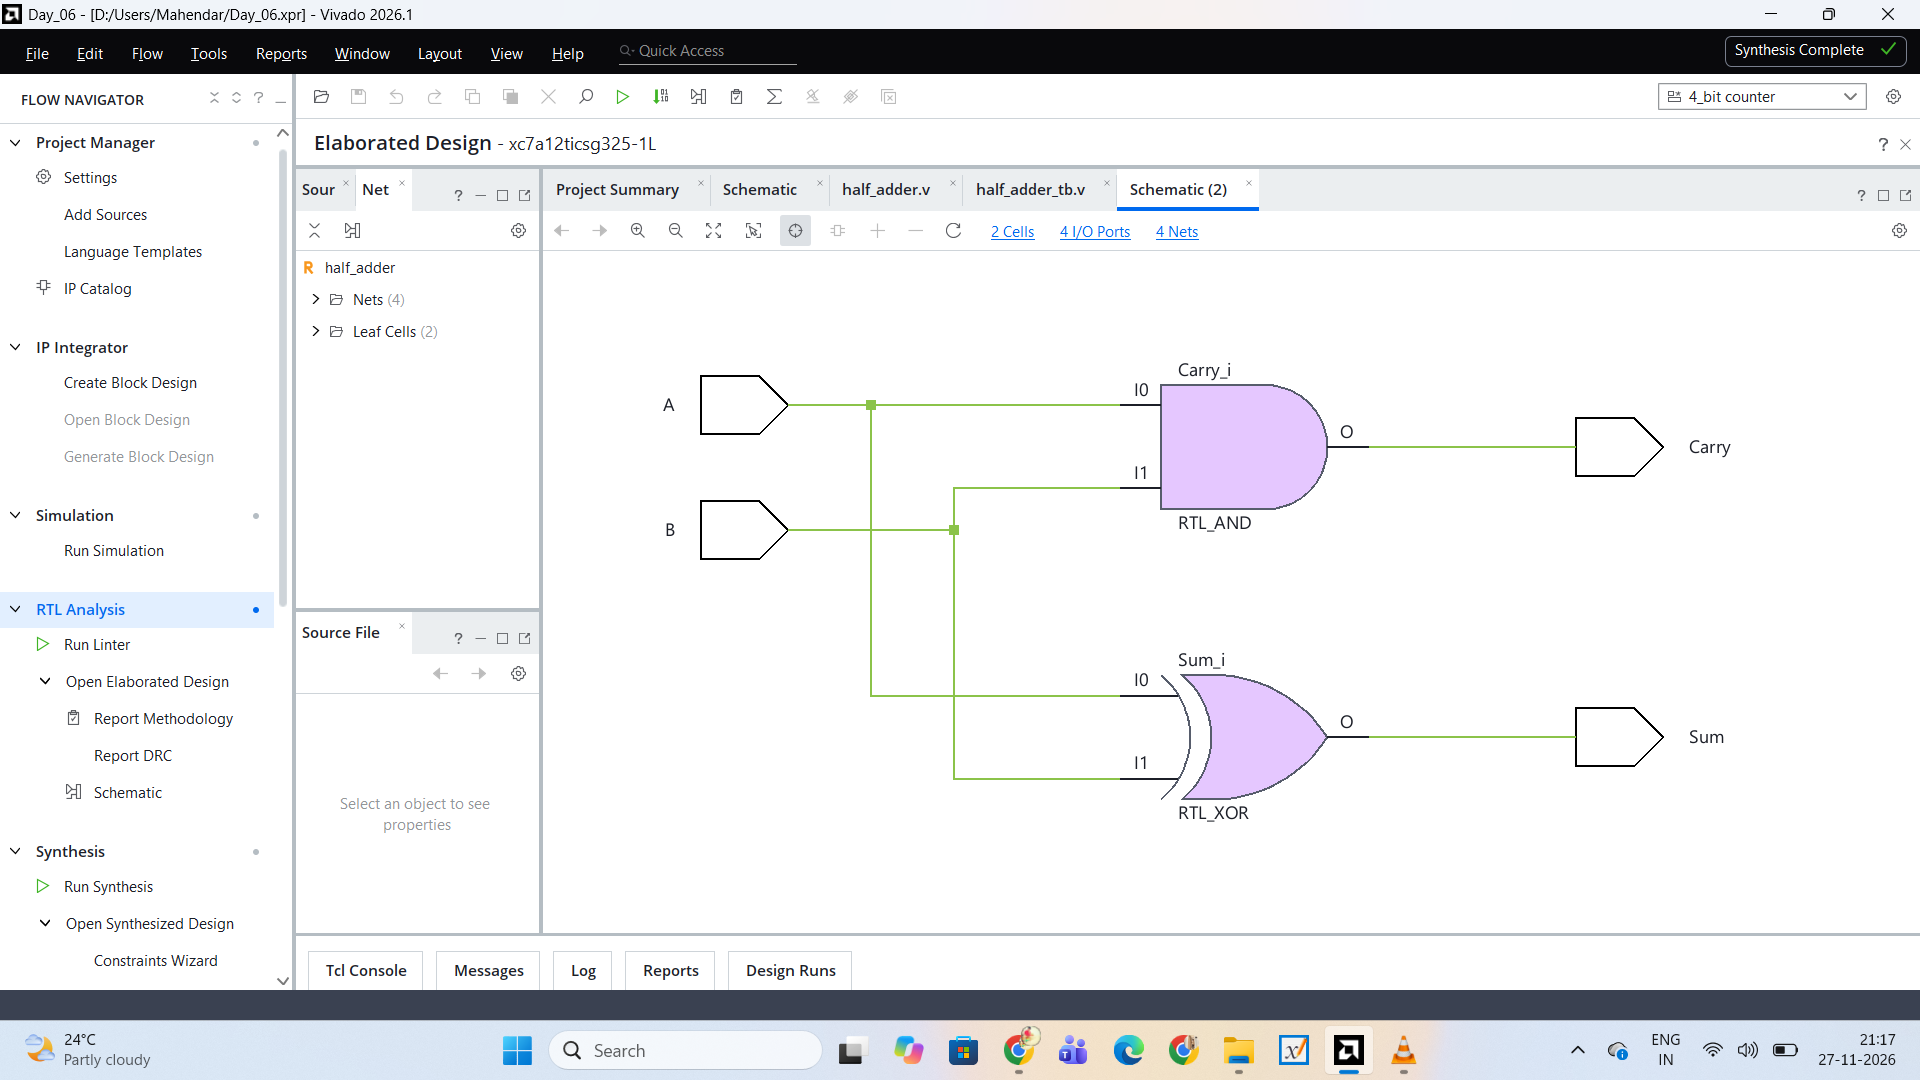 Day_06 - [D:/Users/Mahendar/Day_06.xpr] - Vivado 2026.1
File Edit Flow Tools Reports Window Layout View Help Quick Access
Synthesis Complete
FLOW NAVIGATOR
4_bit counter
Elaborated Design - xc7a12ticsg325-1L
Project Manager
Settings
Add Sources
Language Templates
IP Catalog
IP Integrator
Create Block Design
Open Block Design
Generate Block Design
Simulation
Run Simulation
RTL Analysis
Run Linter
Open Elaborated Design
Report Methodology
Report DRC
Schematic
Synthesis
Run Synthesis
Open Synthesized Design
Constraints Wizard
Sour Net
half_adder
Nets (4)
Leaf Cells (2)
Source File
Select an object to see
properties
Project Summary Schematic half_adder.v half_adder_tb.v Schematic (2)
2 Cells 4 I/O Ports 4 Nets
Carry_i
I0
A
O
Carry
I1
RTL_AND
B
Sum_i
I0
O
Sum
I1
RTL_XOR
Tcl Console Messages Log Reports Design Runs
24°C
Partly cloudy
Search
ENG
IN
21:17
27-11-2026